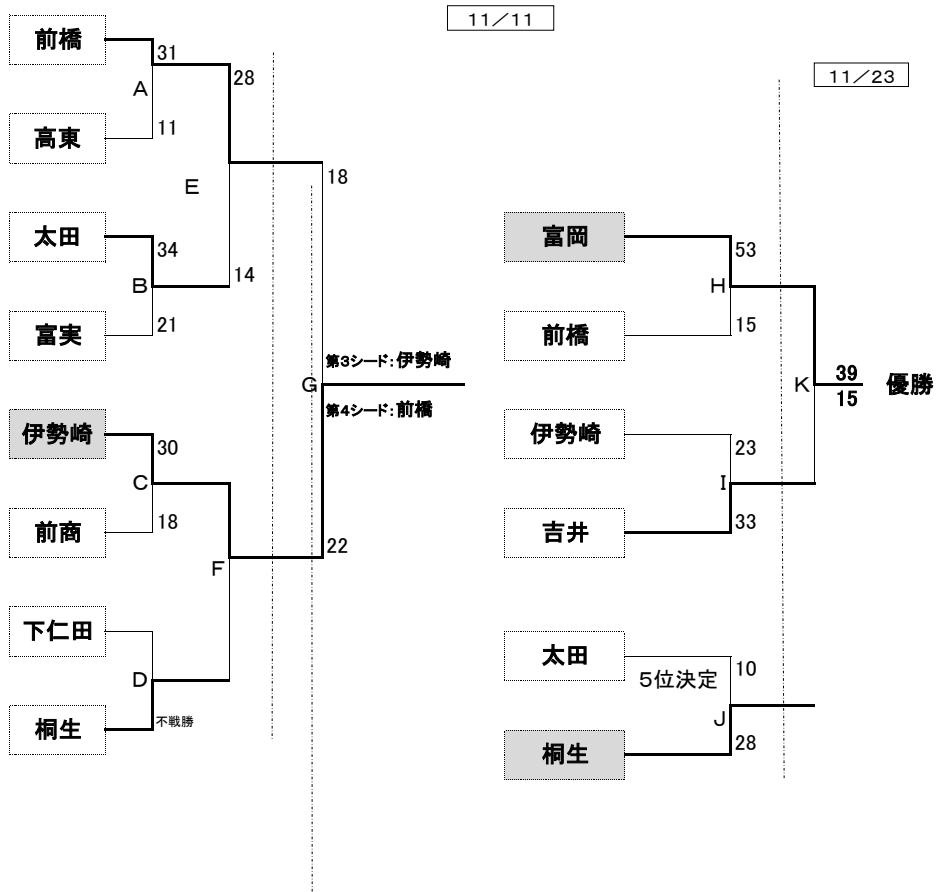 11/11
前橋
31
28
11/23
A
高東
11
18
E
太田
34
14
B
富実
21
富岡
53
H
前橋
15
第3シード:伊勢崎
G
第4シード:前橋
K
39
15
優勝
伊勢崎
30
C
前商
18
伊勢崎
23
I
吉井
33
22
F
下仁田
D
桐生
不戦勝
太田
10
5位決定
J
桐生
28